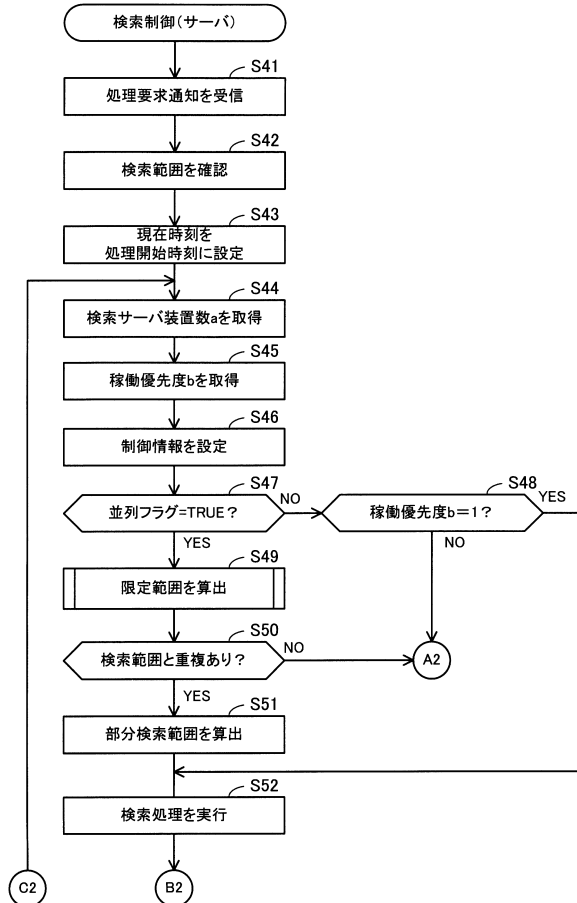 検索制御(サーバ)
S41
処理要求通知を受信
S42
検索範囲を確認
S43
現在時刻を
処理開始時刻に設定
S44
検索サーバ装置数aを取得
S45
稼働優先度bを取得
S46
制御情報を設定
S47
並列フラグ=TRUE?
NO
S48
稼働優先度b=1?
YES
YES
NO
S49
限定範囲を算出
S50
検索範囲と重複あり?
NO
A2
YES
S51
部分検索範囲を算出
S52
検索処理を実行
C2
B2